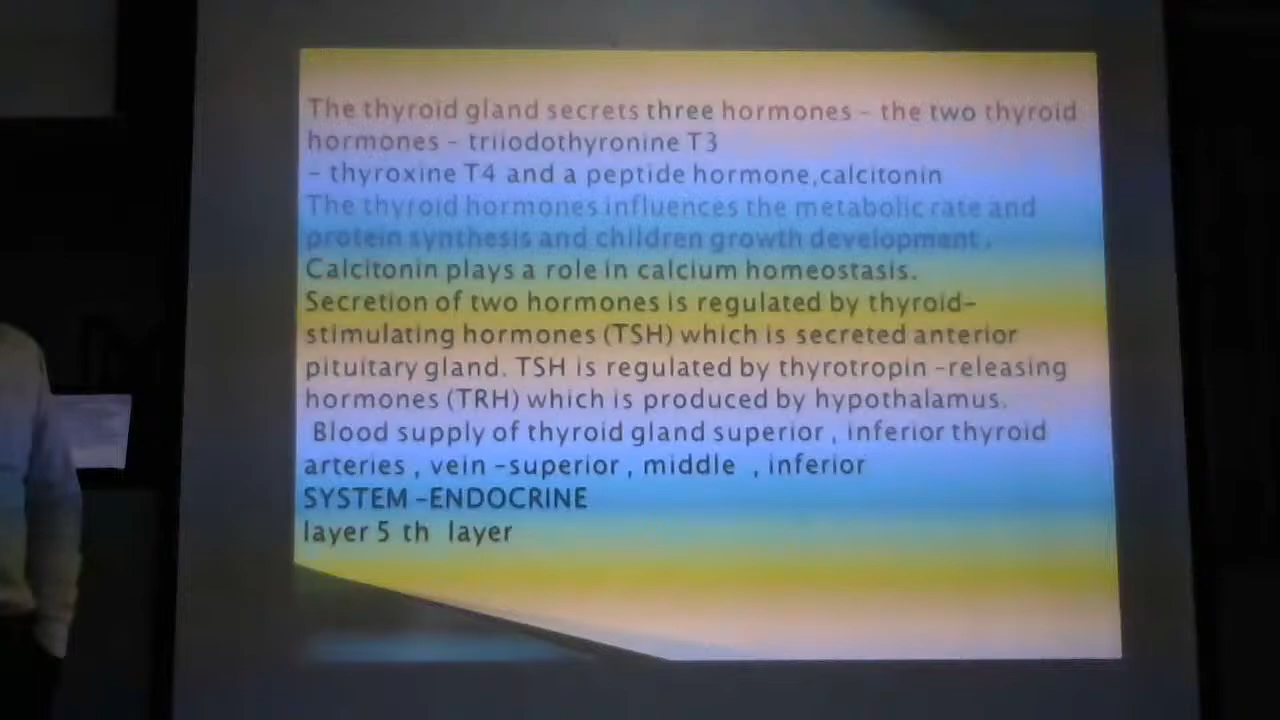 The thyroid gland secrets three hormones - the two thyroid
hormones - triiodothyronine T3
- thyroxine T4 and a peptide hormone,calcitonin
The thyroid hormones influences the metabolic rate and
protein synthesis and children growth development .
Calcitonin plays a role in calcium homeostasis.
Secretion of two hormones is regulated by thyroid-
stimulating hormones (TSH) which is secreted anterior
pituitary gland. TSH is regulated by thyrotropin -releasing
hormones (TRH) which is produced by hypothalamus.
Blood supply of thyroid gland superior , inferior thyroid
arteries , vein -superior , middle , inferior
SYSTEM -ENDOCRINE
layer 5 th layer